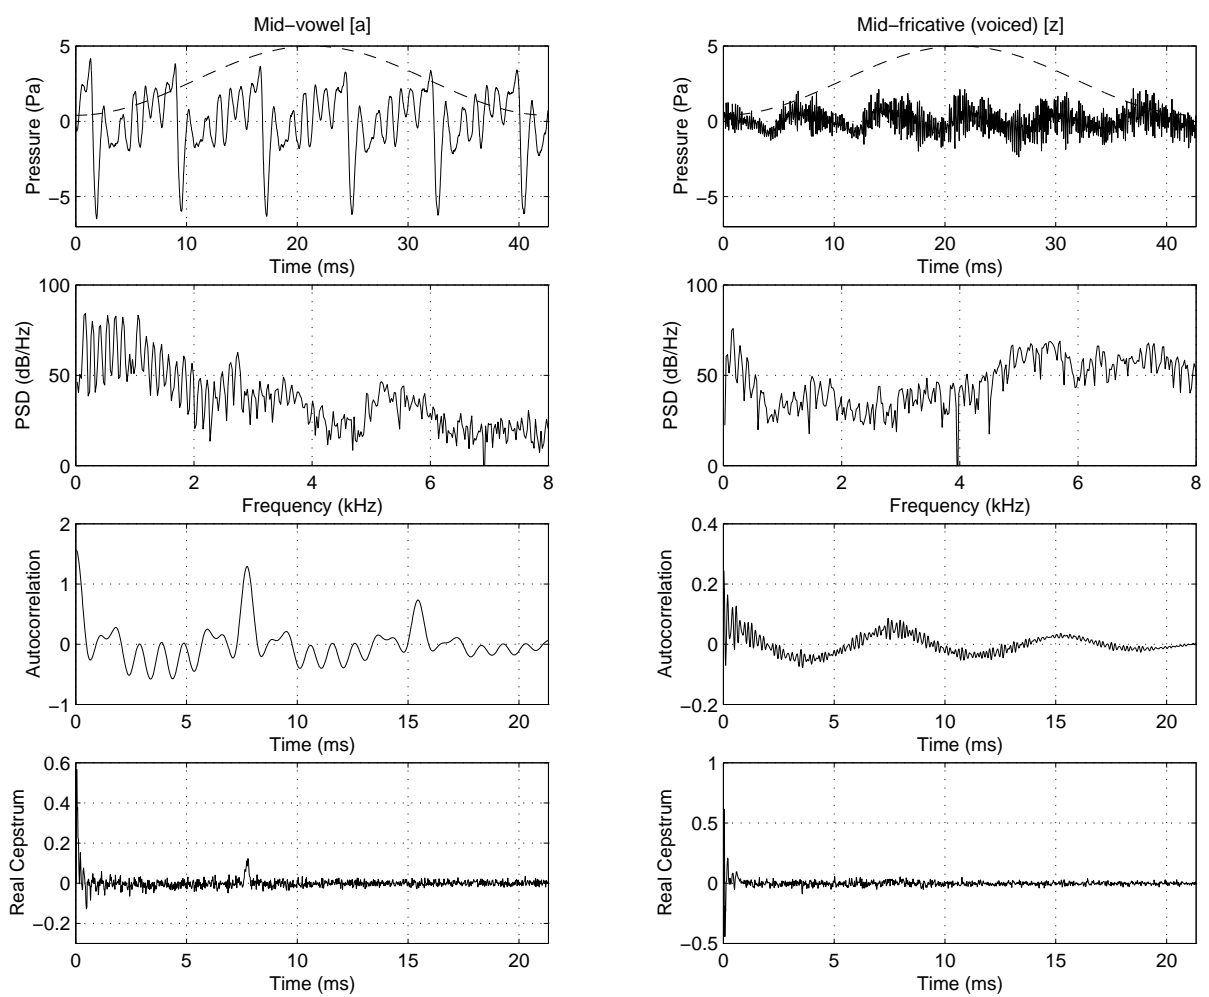 Mid−vowel [a]
5
0
−5
Pressure (Pa)
0 10 20 30 40
Time (ms)
100
50
0
PSD (dB/Hz)
0 2 4 6 8
Frequency (kHz)
2
1
0
−1
Autocorrelation
0 5 10 15 20
Time (ms)
0.6
0.4
0.2
0
−0.2
Real Cepstrum
0 5 10 15 20
Time (ms)
Mid−fricative (voiced) [z]
5
0
−5
Pressure (Pa)
0 10 20 30 40
Time (ms)
100
50
0
PSD (dB/Hz)
0 2 4 6 8
Frequency (kHz)
0.4
0.2
0
−0.2
Autocorrelation
0 5 10 15 20
Time (ms)
1
0.5
0
−0.5
Real Cepstrum
0 5 10 15 20
Time (ms)